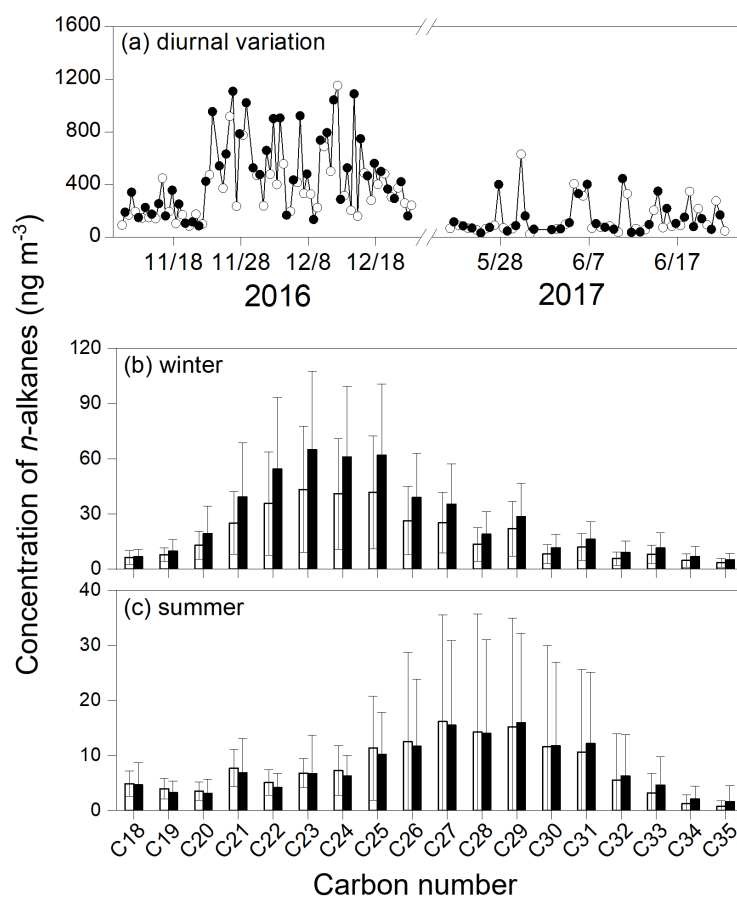 Concentration of n-alkanes (ng m-3)
1600
1200
800
400
0
(a) diurnal variation
11/18 11/28 12/8 12/18 5/28 6/7 6/17
2016 2017
120
90
60
30
0
(b) winter
40
30
20
10
0
(c) summer
C18 C19 C20 C21 C22 C23 C24 C25 C26 C27 C28 C29 C30 C31 C32 C33 C34 C35
Carbon number